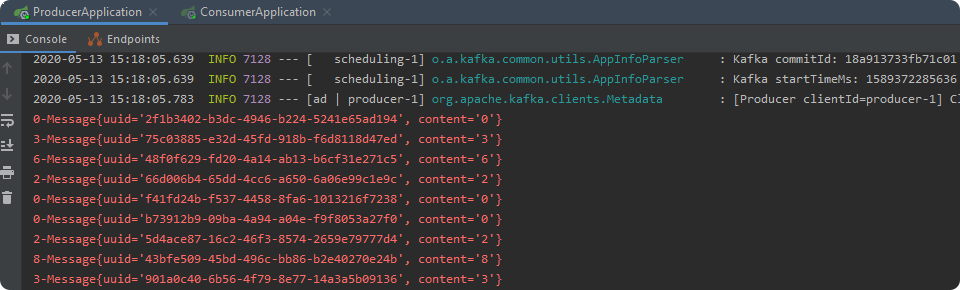 ProducerApplication ConsumerApplication
Console Endpoints
2020-05-13 15:18:05.639  INFO 7128 --- [   scheduling-1] o.a.kafka.common.utils.AppInfoParser     : Kafka commitId: 18a913733fb71c01
2020-05-13 15:18:05.639  INFO 7128 --- [   scheduling-1] o.a.kafka.common.utils.AppInfoParser     : Kafka startTimeMs: 1589372285636
2020-05-13 15:18:05.783  INFO 7128 --- [ad | producer-1] org.apache.kafka.clients.Metadata        : [Producer clientId=producer-1] Cl
0-Message{uuid='2f1b3402-b3dc-4946-b224-5241e65ad194', content='0'}
3-Message{uuid='75c03885-e32d-45fd-918b-f6d8118d47ed', content='3'}
6-Message{uuid='48f0f629-fd20-4a14-ab13-b6cf31e271c5', content='6'}
2-Message{uuid='66d006b4-65dd-4cc6-a650-6a06e99c1e9c', content='2'}
0-Message{uuid='f41fd24b-f537-4458-8fa6-1013216f7238', content='0'}
0-Message{uuid='b73912b9-09ba-4a94-a04e-f9f8053a27f0', content='0'}
2-Message{uuid='5d4ace87-16c2-46f3-8574-2659e79777d4', content='2'}
8-Message{uuid='43bfe509-45bd-496c-bb86-b2e40270e24b', content='8'}
3-Message{uuid='901a0c40-6b56-4f79-8e77-14a3a5b09136', content='3'}